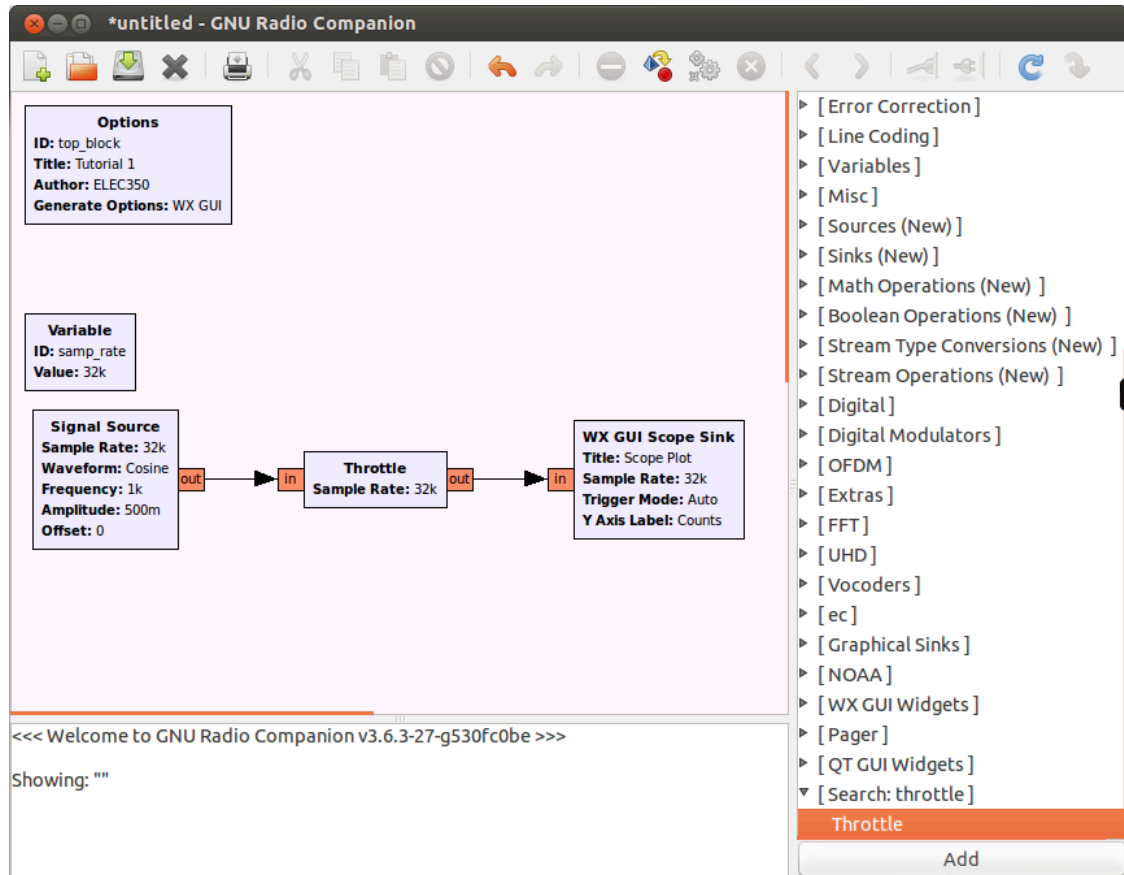 *untitled - GNU Radio Companion
Options
ID: top_block
Title: Tutorial 1
Author: ELEC350
Generate Options: WX GUI
Variable
ID: samp_rate
Value: 32k
Signal Source
Sample Rate: 32k
Waveform: Cosine
Frequency: 1k
Amplitude: 500m
Offset: 0
out
in
Throttle
Sample Rate: 32k
out
in
WX GUI Scope Sink
Title: Scope Plot
Sample Rate: 32k
Trigger Mode: Auto
Y Axis Label: Counts
<<< Welcome to GNU Radio Companion v3.6.3-27-g530fc0be >>>
Showing: ""
[ Error Correction ]
[ Line Coding ]
[ Variables ]
[ Misc ]
[ Sources (New) ]
[ Sinks (New) ]
[ Math Operations (New) ]
[ Boolean Operations (New) ]
[ Stream Type Conversions (New) ]
[ Stream Operations (New) ]
[ Digital ]
[ Digital Modulators ]
[ OFDM ]
[ Extras ]
[ FFT ]
[ UHD ]
[ Vocoders ]
[ ec ]
[ Graphical Sinks ]
[ NOAA ]
[ WX GUI Widgets ]
[ Pager ]
[ QT GUI Widgets ]
[ Search: throttle ]
Throttle
Add